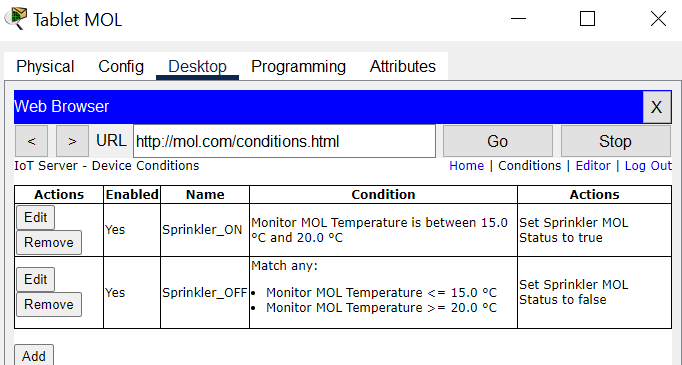 Tablet MOL
Physical Config Desktop Programming Attributes
Web Browser X
< > URL http://mol.com/conditions.html Go Stop
IoT Server - Device Conditions Home | Conditions | Editor | Log Out
Actions Enabled Name Condition Actions
Edit
Remove
Yes
Sprinkler_ON
Monitor MOL Temperature is between 15.0
°C and 20.0 °C
Set Sprinkler MOL
Status to true
Edit
Remove
Yes
Sprinkler_OFF
Match any:
• Monitor MOL Temperature <= 15.0 °C
• Monitor MOL Temperature >= 20.0 °C
Set Sprinkler MOL
Status to false
Add